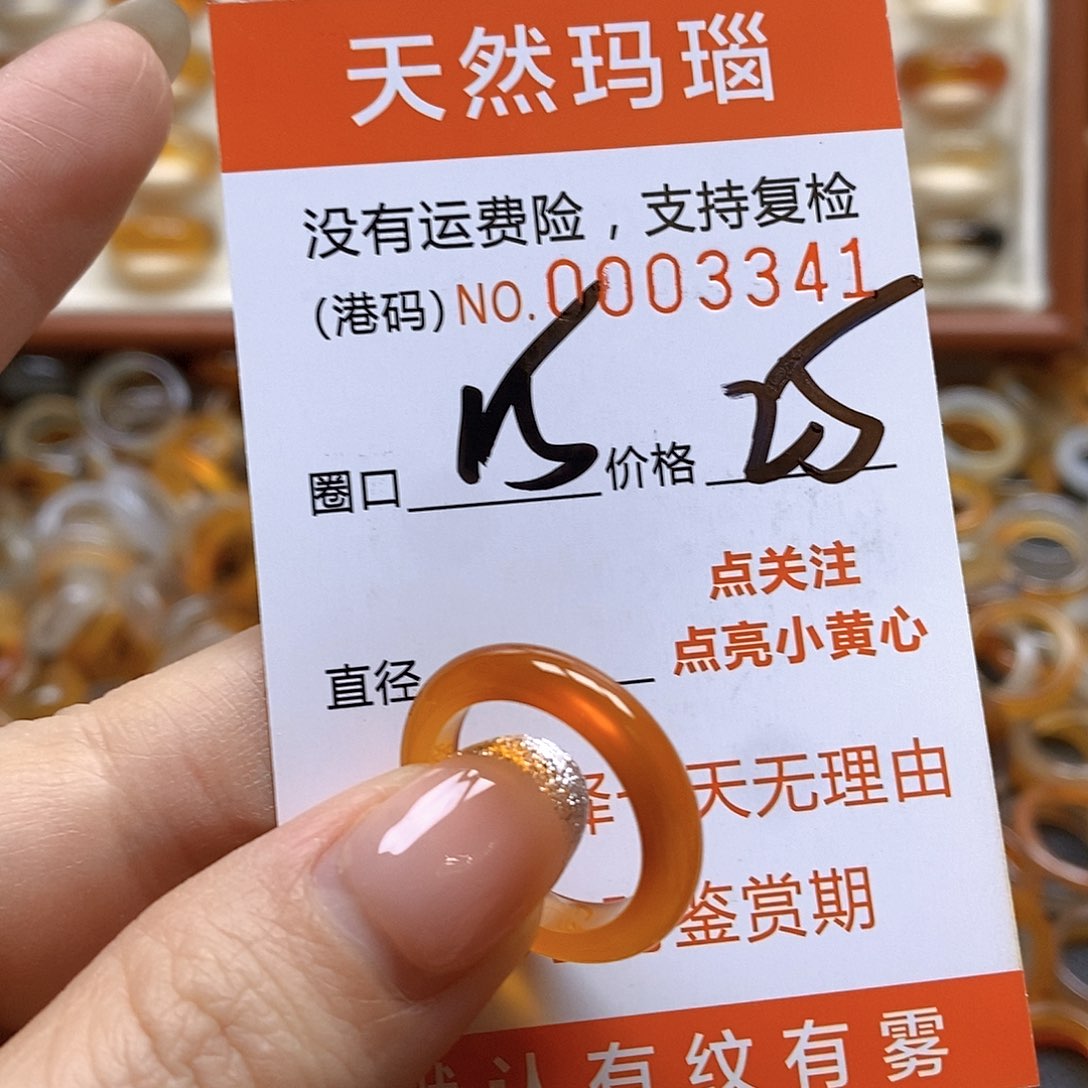 天然玛瑙
没有运费险，支持复检
(港码) NO.0003341
圈口 15 价格
点关注
点亮小黄心
直径
天无理由
鉴赏期
认有纹有雾